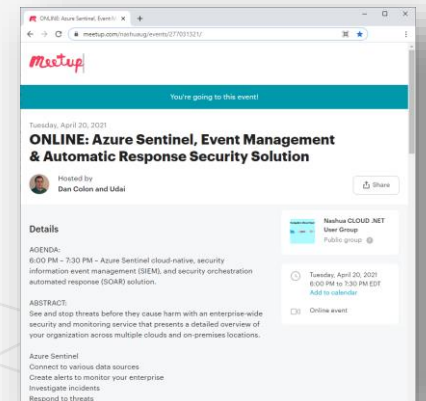 ONLINE: Azure Sentinel, Event M
meetup.com/nashuaug/events/277031321/
meetup
You're going to this event!
Tuesday, April 20, 2021
ONLINE: Azure Sentinel, Event Management
& Automatic Response Security Solution
Hosted by
Dan Colon and Udai
Share
Details
AGENDA:
6:00 PM – 7:30 PM – Azure Sentinel cloud-native, security
information event management (SIEM), and security orchestration
automated response (SOAR) solution.
ABSTRACT:
See and stop threats before they cause harm with an enterprise-wide
security and monitoring service that presents a detailed overview of
your organization across multiple clouds and on-premises locations.
Azure Sentinel
Connect to various data sources
Create alerts to monitor your enterprise
Investigate incidents
Respond to threats
Nashua CLOUD .NET
User Group
Public group
Tuesday, April 20, 2021
6:00 PM to 7:30 PM EDT
Add to calendar
Online event